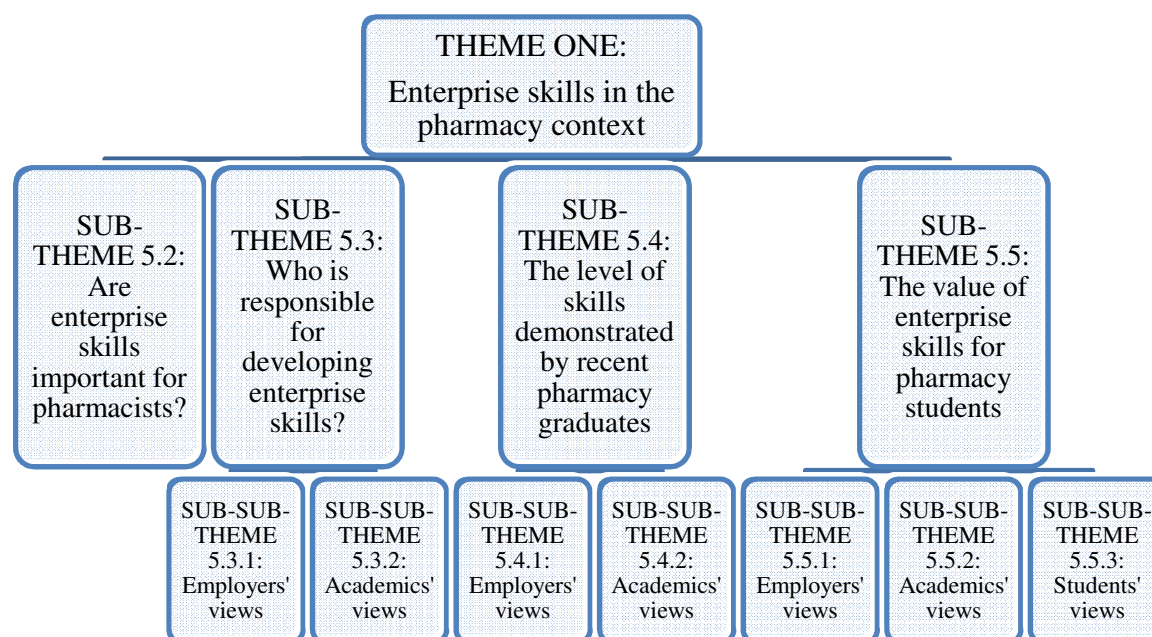 THEME ONE:
Enterprise skills in the
pharmacy context
SUB-
THEME 5.2:
Are
enterprise
skills
important for
pharmacists?
SUB-
THEME 5.3:
Who is
responsible
for
developing
enterprise
skills?
SUB-
THEME 5.4:
The level of
skills
demonstrated
by recent
pharmacy
graduates
SUB-
THEME 5.5:
The value of
enterprise
skills for
pharmacy
students
SUB-SUB-
THEME
5.3.1:
Employers'
views
SUB-SUB-
THEME
5.3.2:
Academics'
views
SUB-SUB-
THEME
5.4.1:
Employers'
views
SUB-SUB-
THEME
5.4.2:
Academics'
views
SUB-SUB-
THEME
5.5.1:
Employers'
views
SUB-SUB-
THEME
5.5.2:
Academics'
views
SUB-SUB-
THEME
5.5.3:
Students'
views